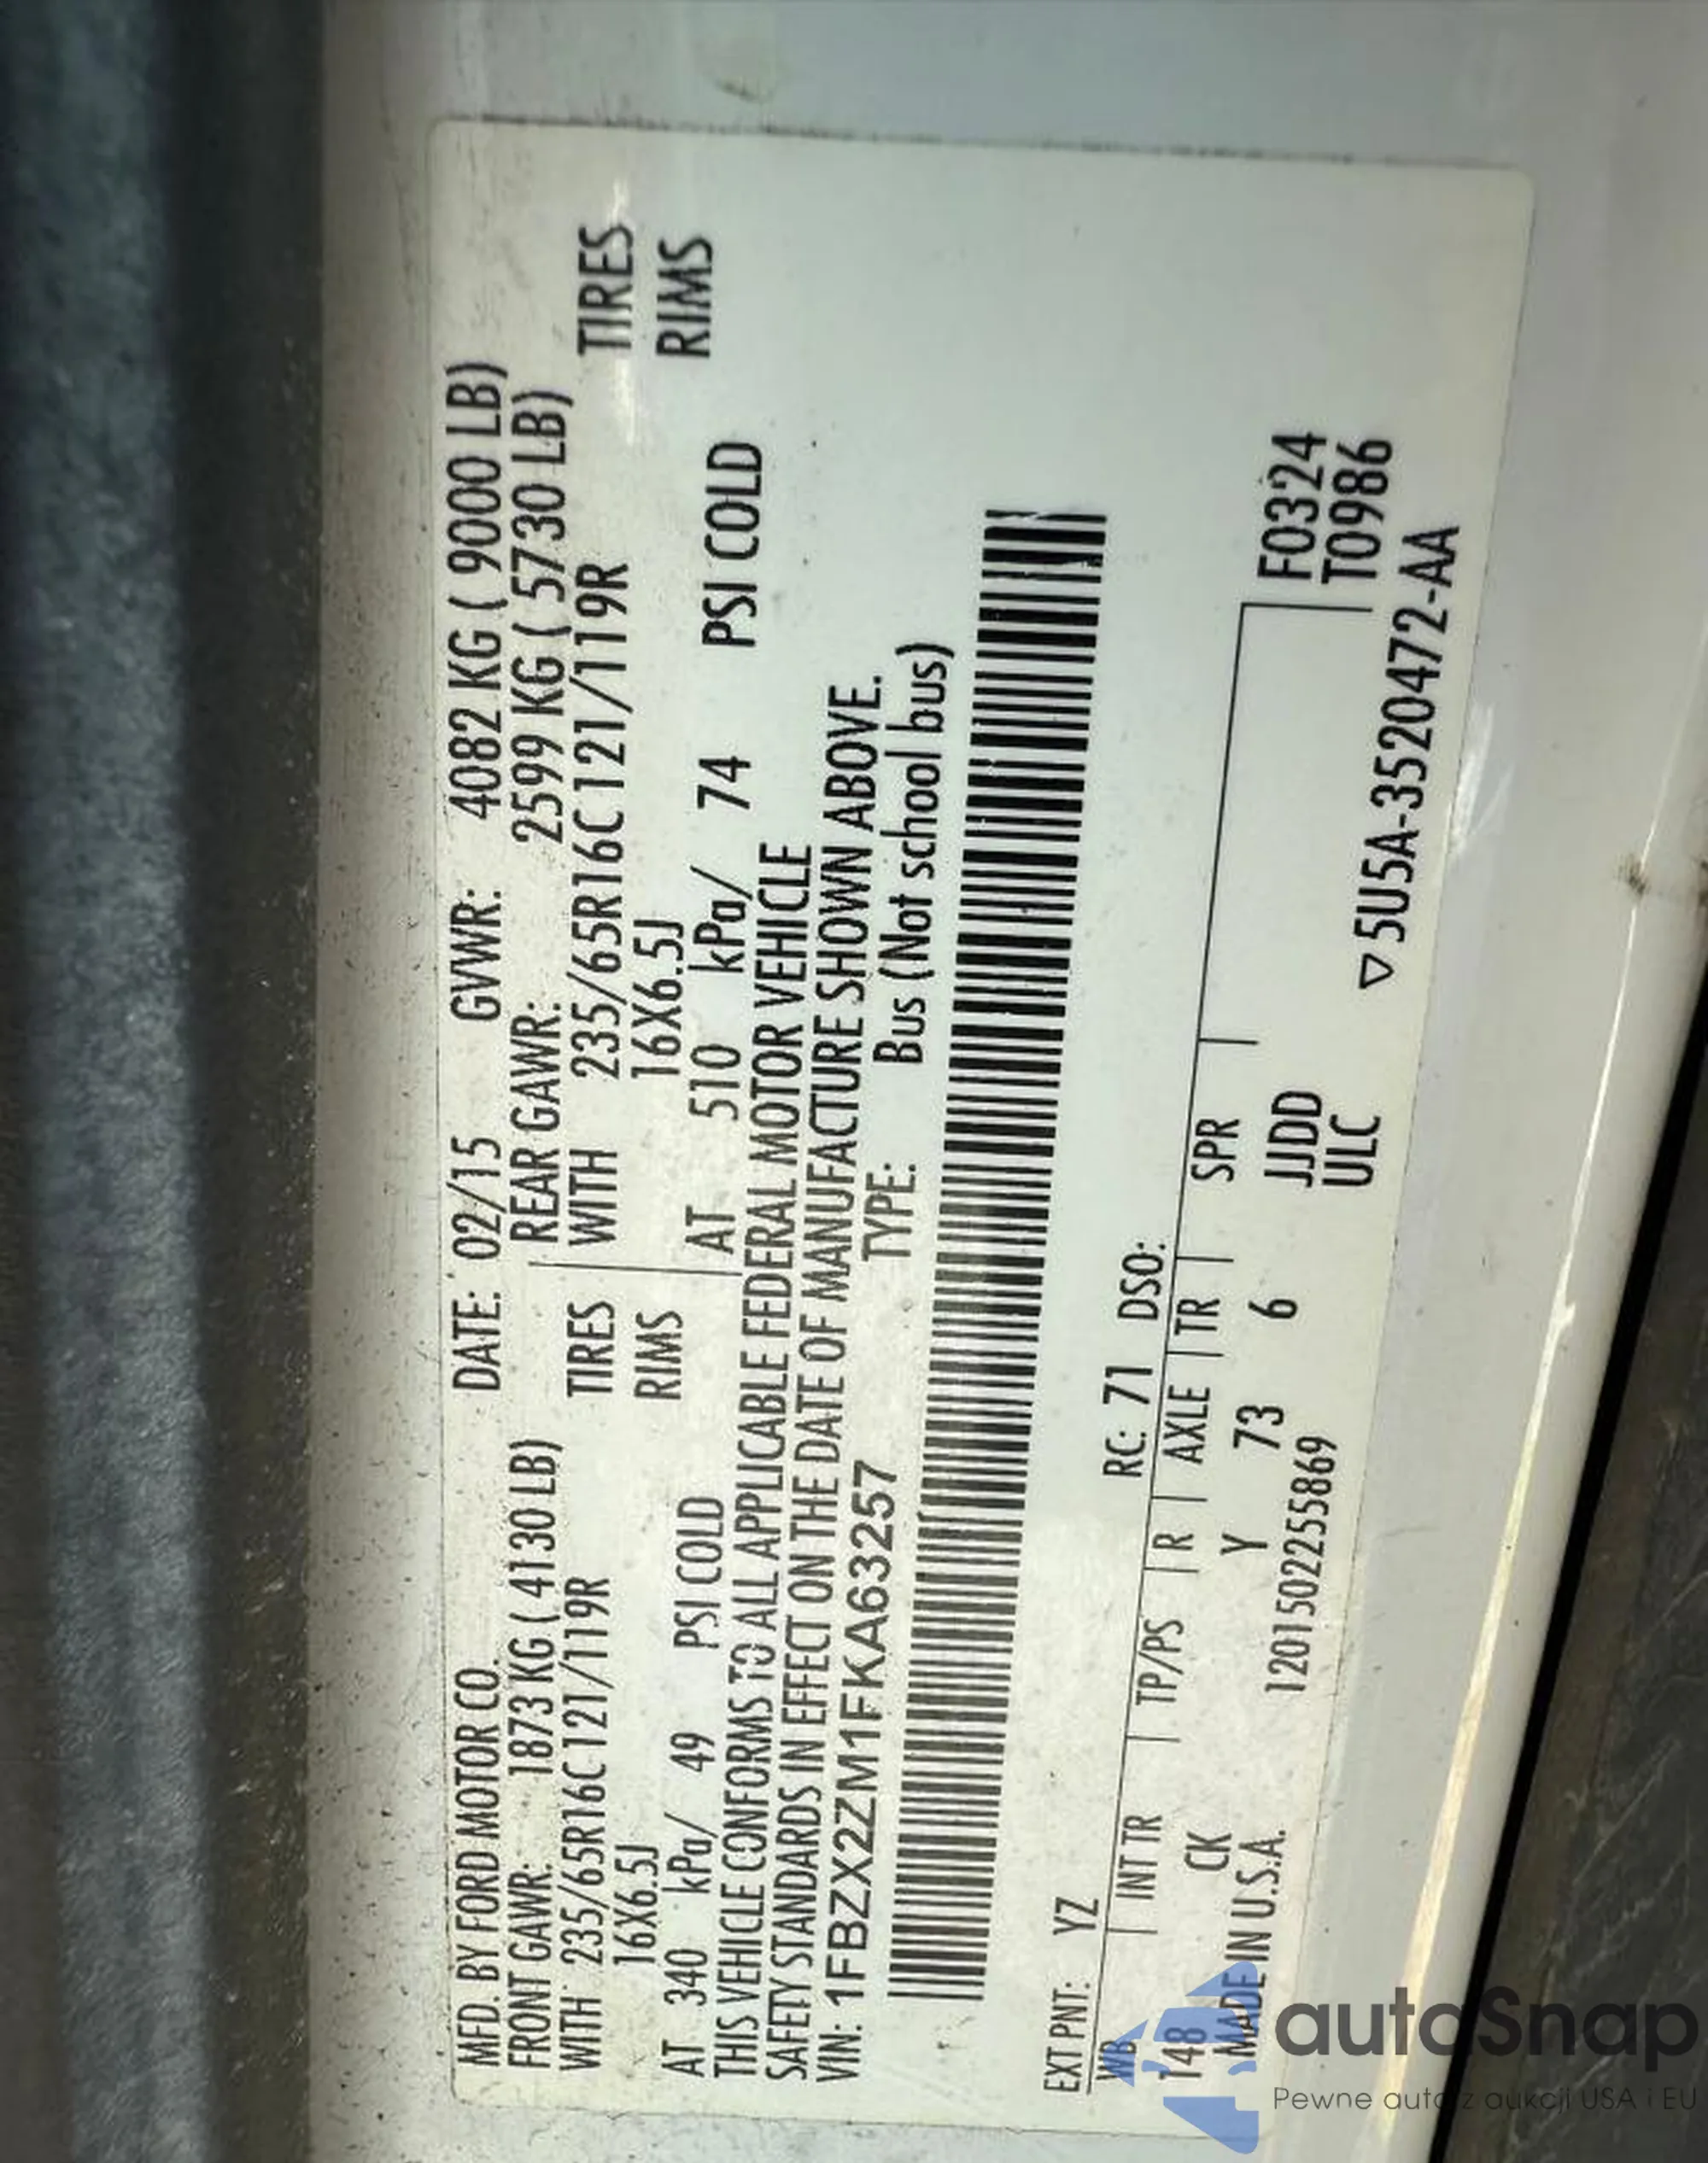 MFD. BY FORD MOTOR CO. DATE: 02/15 GVWR: 4082 KG ( 9000 LB)
FRONT GAWR: 1873 KG ( 4130 LB) REAR GAWR: 2599 KG ( 5730 LB)
WITH 235/65R16C 121/119R TIRES WITH 235/65R16C 121/119R TIRES
16X6.5J RIMS 16X6.5J RIMS
AT 340 kPa/ 49 PSI COLD AT 510 kPa/ 74 PSI COLD
THIS VEHICLE CONFORMS TO ALL APPLICABLE FEDERAL MOTOR VEHICLE
SAFETY STANDARDS IN EFFECT ON THE DATE OF MANUFACTURE SHOWN ABOVE.
VIN: 1FBZX2ZM1FKA63257 TYPE: Bus (Not school bus)
EXT PNT: YZ RC: 71 DSO:
WB INT TR TP/PS R AXLE TR SPR F0324
148 CK Y 73 6 JJDD T0986
MADE IN U.S.A. 12015022558​69 ULC
▽5U5A-3520472-AA
autoSnap
Pewne auta z aukcji USA i EU